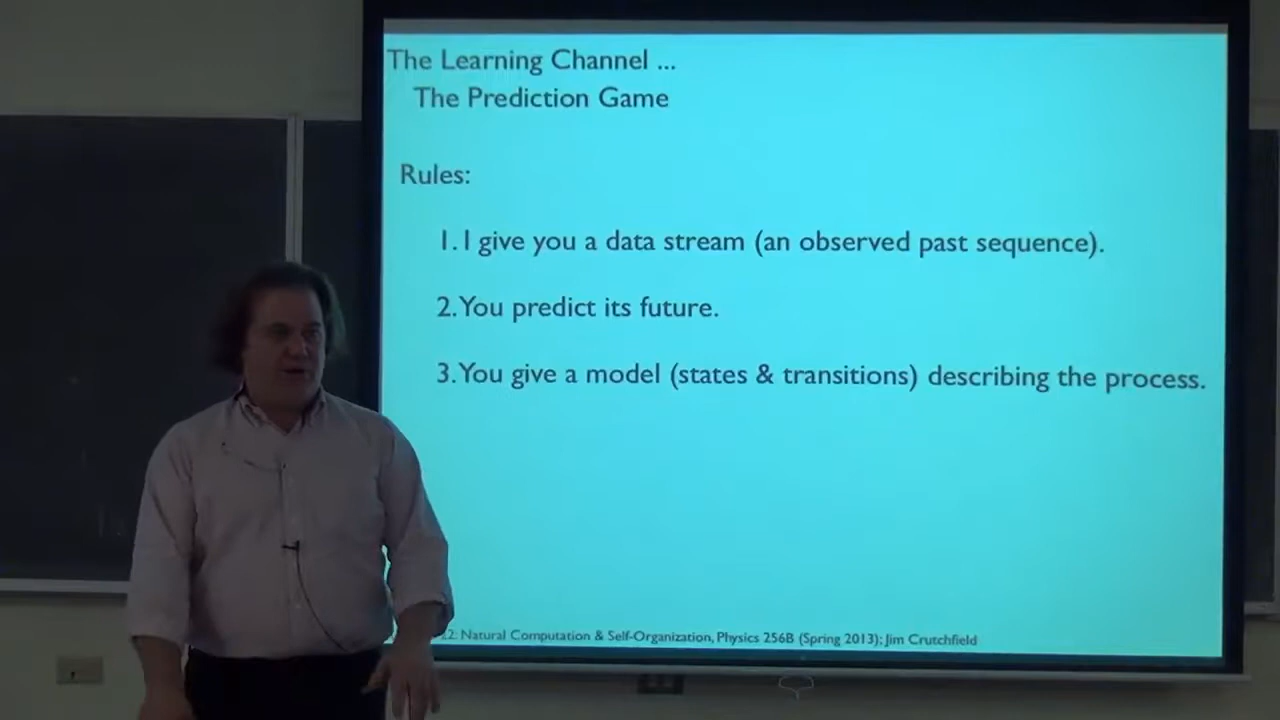 The Learning Channel ...
The Prediction Game
Rules:
1. I give you a data stream (an observed past sequence).
2. You predict its future.
3. You give a model (states & transitions) describing the process.
2: Natural Computation & Self-Organization, Physics 256B (Spring 2013); Jim Crutchfield